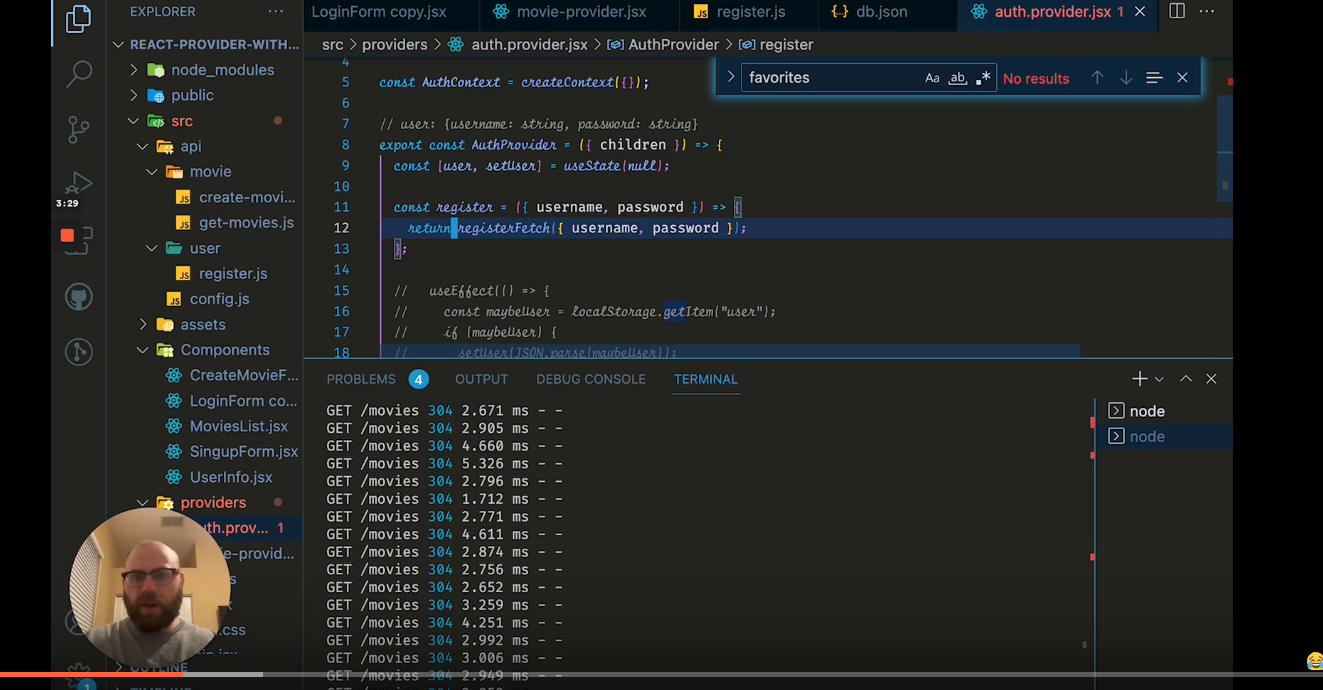 EXPLORER ...
LoginForm copy.jsx movie-provider.jsx JS register.js {..} db.json auth.provider.jsx 1 ...
REACT-PROVIDER-WITH...
src > providers > auth.provider.jsx > AuthProvider > register
node_modules
public
src
api
movie
JS create-movi...
JS get-movies.js
user
JS register.js
JS config.js
assets
Components
CreateMovieF...
LoginForm co...
MoviesList.jsx
SingupForm.jsx
UserInfo.jsx
providers
uth.prov... 1
e-provid...
OUTLINE
1
3:29
favorites Aa ab .* No results
4
5 const AuthContext = createContext({});
6
7 // user: {username: string, password: string}
8 export const AuthProvider = ({ children }) => {
9 const [user, setUser] = useState(null);
10
11 const register = ({ username, password }) => {
12 return registerFetch({ username, password });
13 };
14
15 // useEffect(() => {
16 // const maybeUser = localStorage.getItem("user");
17 // if (maybeUser) {
18 // setUser(JSON.parse(maybeUser));
PROBLEMS 4 OUTPUT DEBUG CONSOLE TERMINAL
GET /movies 304 2.671 ms - -
GET /movies 304 2.905 ms - -
GET /movies 304 4.660 ms - -
GET /movies 304 5.326 ms - -
GET /movies 304 2.796 ms - -
GET /movies 304 1.712 ms - -
GET /movies 304 2.771 ms - -
GET /movies 304 4.611 ms - -
GET /movies 304 2.874 ms - -
GET /movies 304 2.756 ms - -
GET /movies 304 2.652 ms - -
GET /movies 304 3.259 ms - -
GET /movies 304 4.251 ms - -
GET /movies 304 2.992 ms - -
GET /movies 304 3.006 ms - -
GET /movies 304 2.949 ms - -
node
node